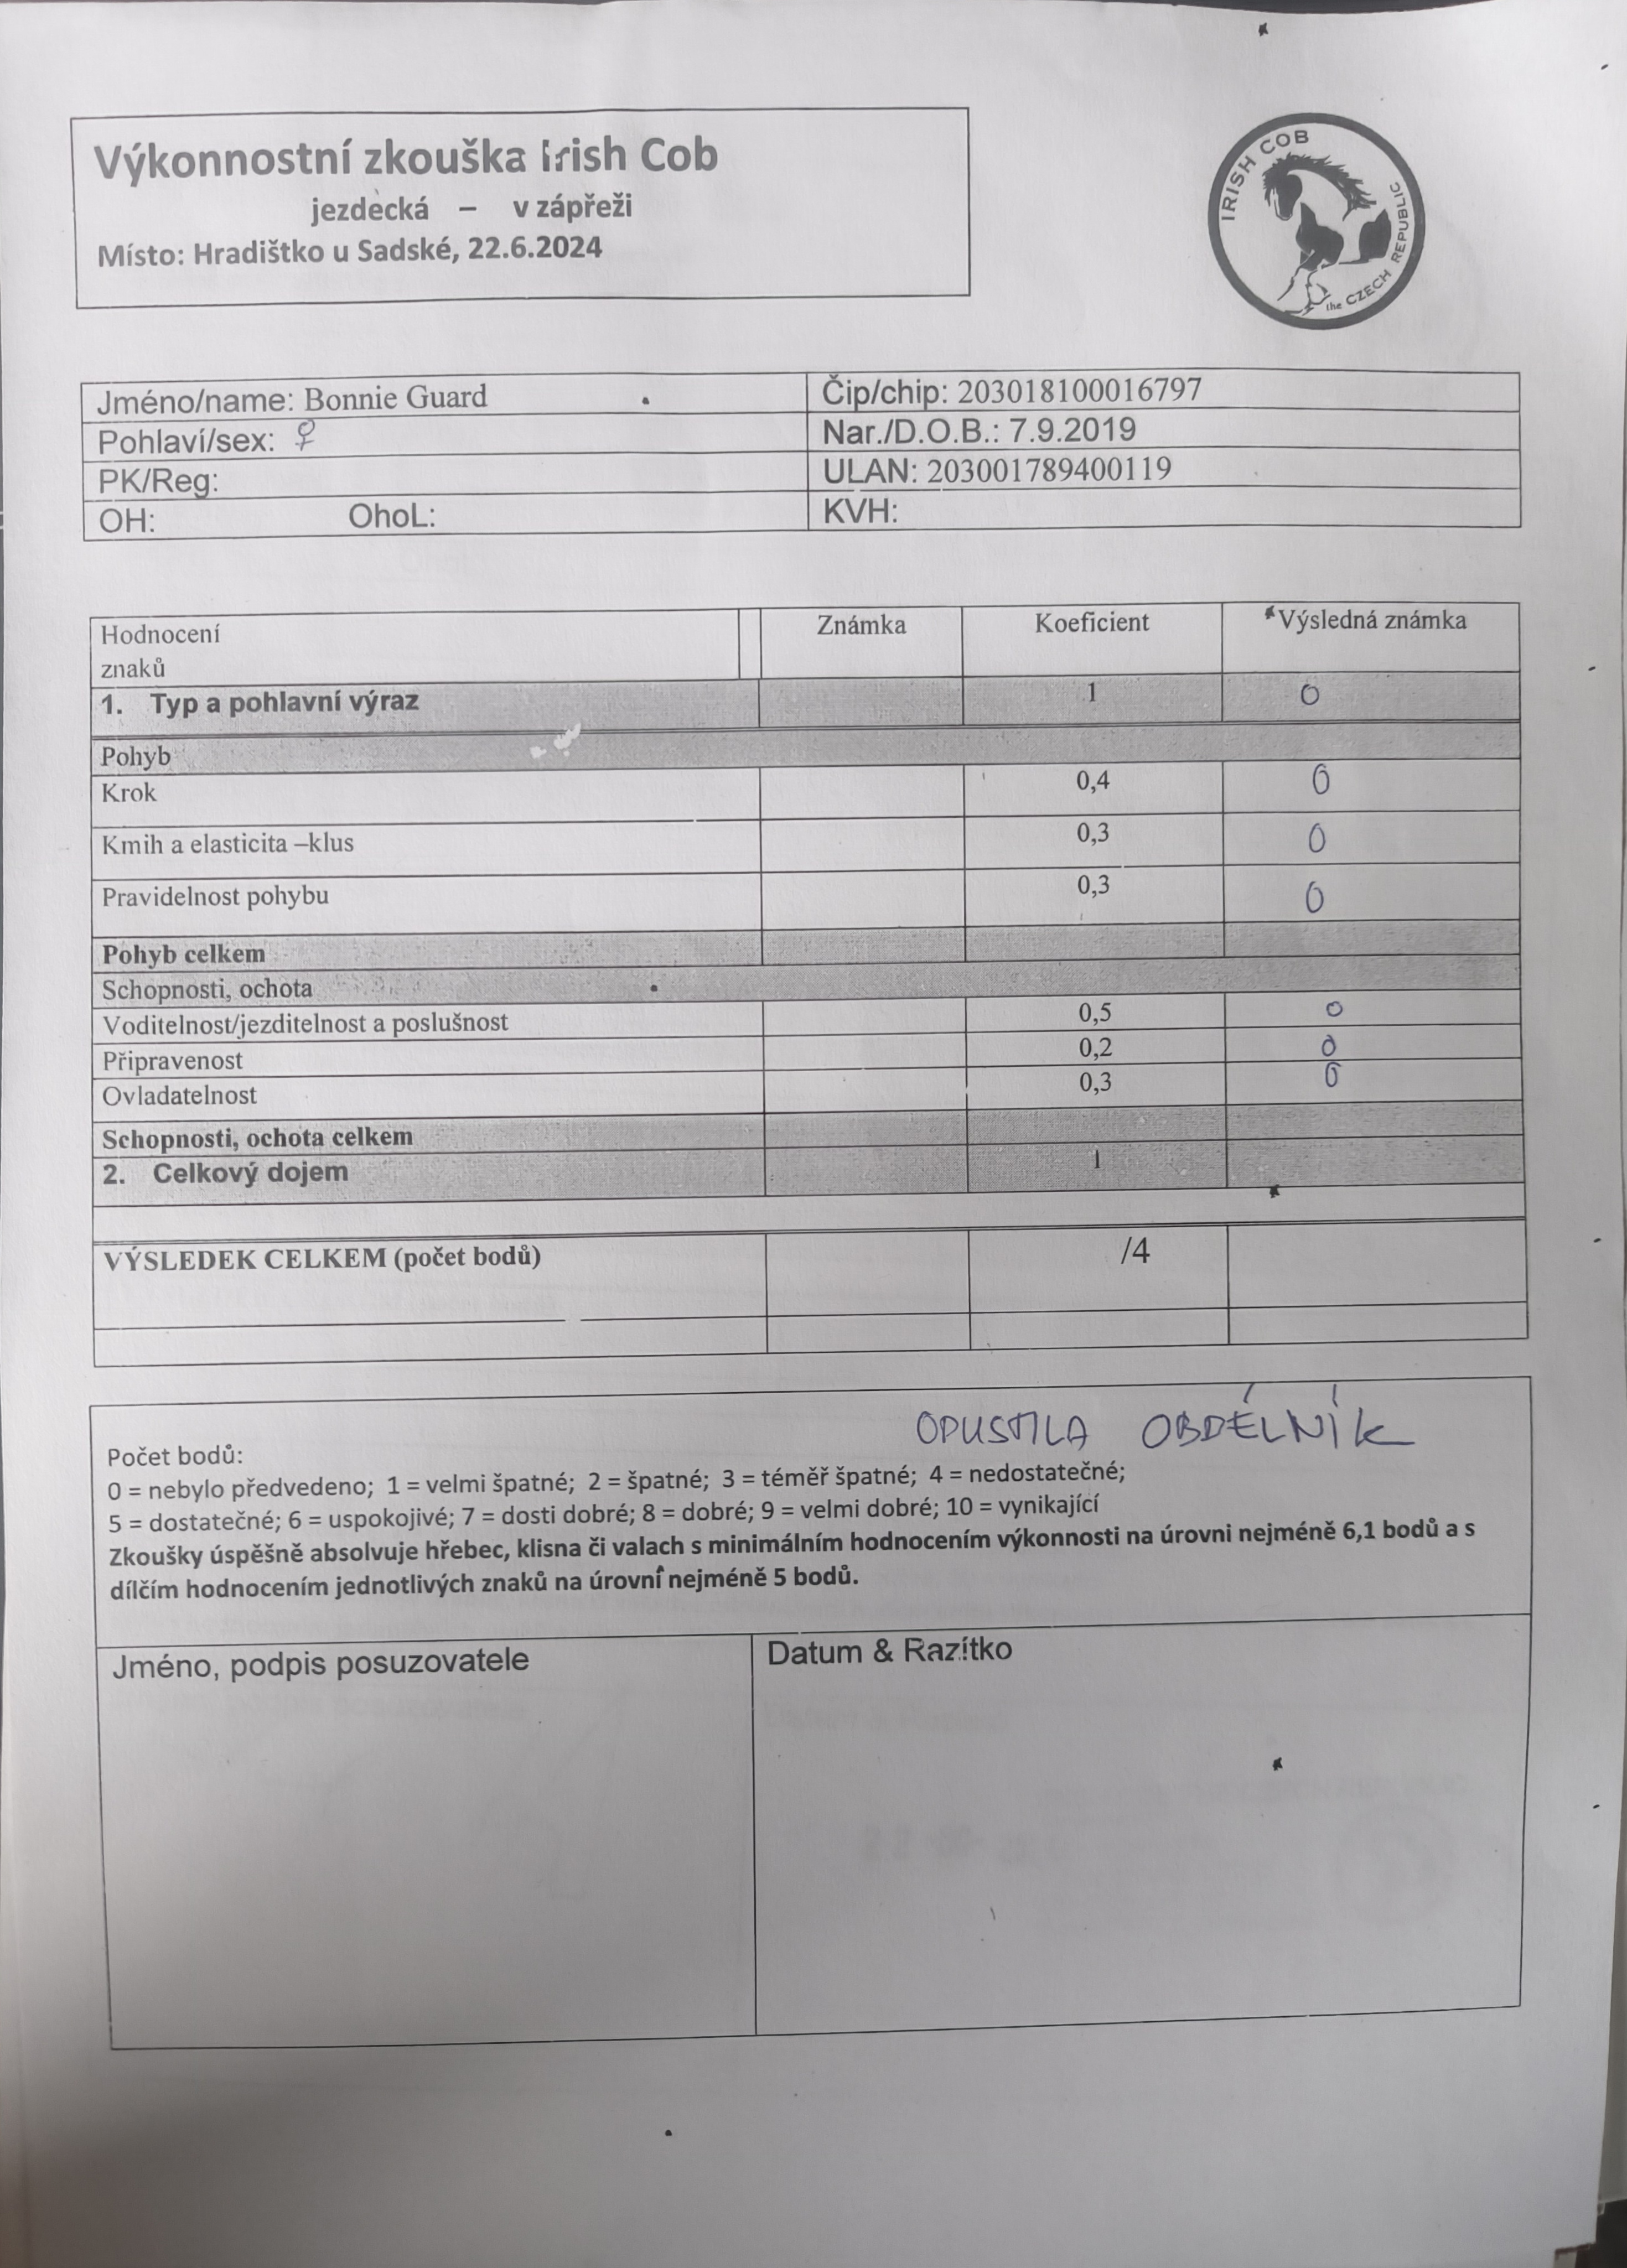 Výkonnostní zkouška Irish Cob
jezdecká – v zápřeži
Místo: Hradištko u Sadské, 22.6.2024
IRISH COB
the CZECH REPUBLIC
Jméno/name: Bonnie Guard
Čip/chip: 203018100016797
Pohlaví/sex: ♀
Nar./D.O.B.: 7.9.2019
PK/Reg:
ULAN: 203001789400119
OH: OhoL:
KVH:
Hodnocení
znaků
Známka Koeficient Výsledná známka
1. Typ a pohlavní výraz 1 0
Pohyb
Krok 0,4 0
Kmih a elasticita –klus 0,3 0
Pravidelnost pohybu 0,3 0
Pohyb celkem
Schopnosti, ochota
Voditelnost/jezditelnost a poslušnost 0,5 0
Připravenost 0,2 0
Ovladatelnost 0,3 0
Schopnosti, ochota celkem
2. Celkový dojem 1
VÝSLEDEK CELKEM (počet bodů) /4
OPUSTILA OBDÉLNÍK
Počet bodů:
0 = nebylo předvedeno; 1 = velmi špatné; 2 = špatné; 3 = téměř špatné; 4 = nedostatečné;
5 = dostatečné; 6 = uspokojivé; 7 = dosti dobré; 8 = dobré; 9 = velmi dobré; 10 = vynikající
Zkoušky úspěšně absolvuje hřebec, klisna či valach s minimálním hodnocením výkonnosti na úrovni nejméně 6,1 bodů a s
dílčím hodnocením jednotlivých znaků na úrovní nejméně 5 bodů.
Jméno, podpis posuzovatele
Datum & Razítko